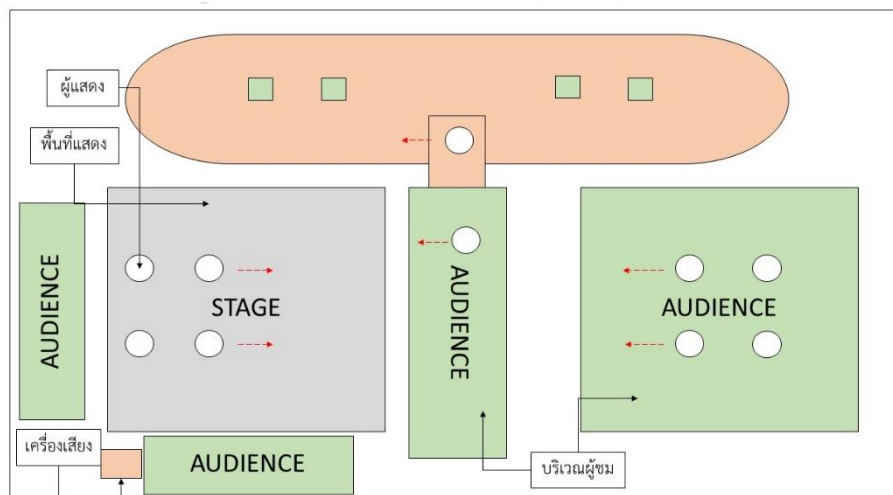 ผู้แสดง
พื้นที่แสดง
AUDIENCE
STAGE
AUDIENCE
AUDIENCE
เครื่องเสียง
AUDIENCE
บริเวณผู้ชม